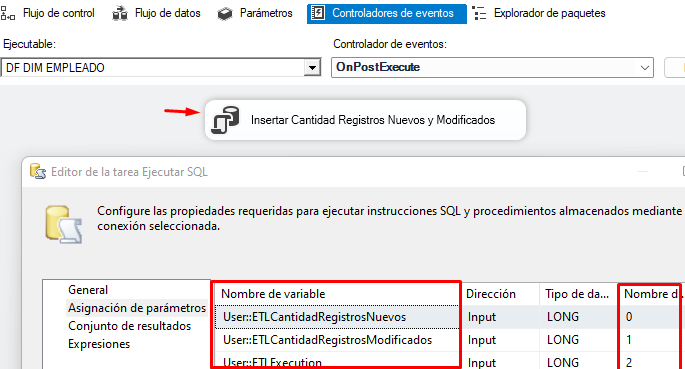 Flujo de control Flujo de datos Parámetros Controladores de eventos Explorador de paquetes
Ejecutable: Controlador de eventos:
DF DIM EMPLEADO OnPostExecute
Insertar Cantidad Registros Nuevos y Modificados
Editor de la tarea Ejecutar SQL
Configure las propiedades requeridas para ejecutar instrucciones SQL y procedimientos almacenados mediante
conexión seleccionada.
General
Asignación de parámetros
Conjunto de resultados
Expresiones
Nombre de variable Dirección Tipo de da... Nombre d...
User::ETLCantidadRegistrosNuevos Input LONG 0
User::ETLCantidadRegistrosModificados Input LONG 1
User::ETLExecution Input LONG 2